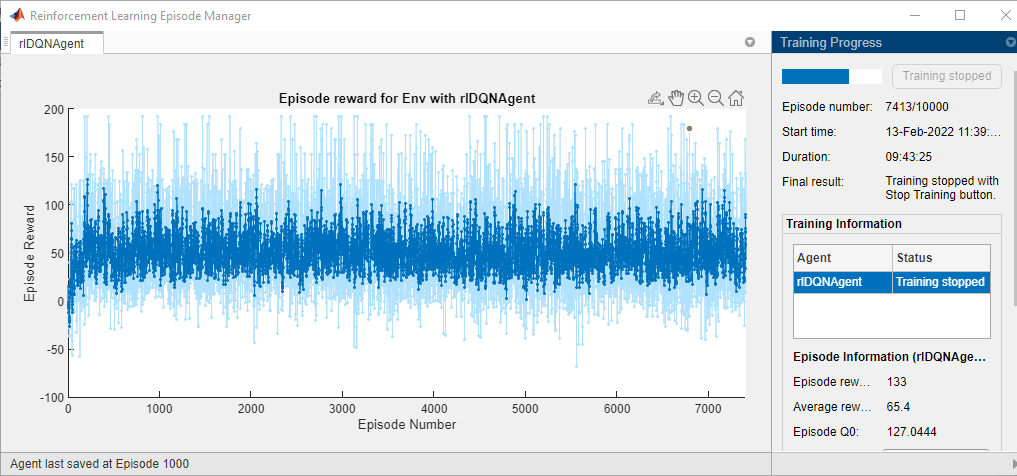 Reinforcement Learning Episode Manager
rlDQNAgent
Episode reward for Env with rlDQNAgent
200
150
100
50
0
-50
-100
Episode Reward
0
1000
2000
3000
4000
5000
6000
7000
Episode Number
Agent last saved at Episode 1000
Training Progress
Training stopped
Episode number: 7413/10000
Start time: 13-Feb-2022 11:39:...
Duration: 09:43:25
Final result: Training stopped with
Stop Training button.
Training Information
Agent Status
rlDQNAgent Training stopped
Episode Information (rlDQNAge...
Episode rew... 133
Average rew... 65.4
Episode Q0: 127.0444